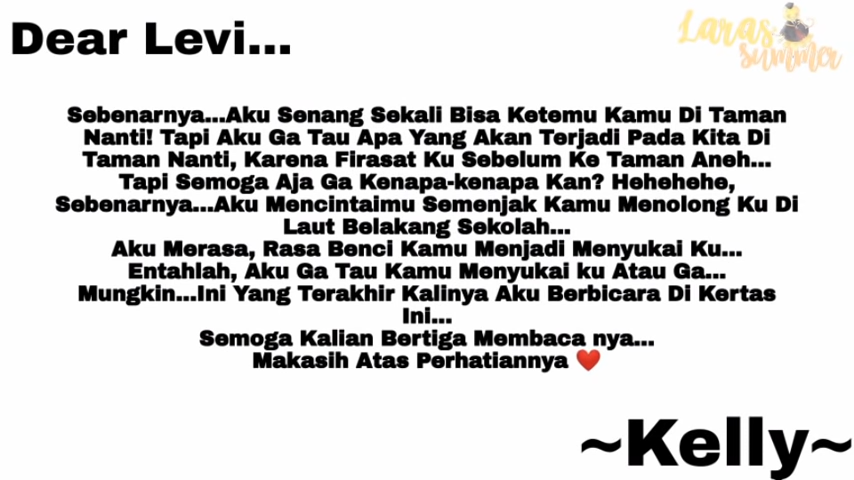 Dear Levi...
Laras
summer
Sebenarnya...Aku Senang Sekali Bisa Ketemu Kamu Di Taman
Nanti! Tapi Aku Ga Tau Apa Yang Akan Terjadi Pada Kita Di
Taman Nanti, Karena Firasat Ku Sebelum Ke Taman Aneh...
Tapi Semoga Aja Ga Kenapa-kenapa Kan? Hehehehe,
Sebenarnya...Aku Mencintaimu Semenjak Kamu Menolong Ku Di
Laut Belakang Sekolah...
Aku Merasa, Rasa Benci Kamu Menjadi Menyukai Ku...
Entahlah, Aku Ga Tau Kamu Menyukai ku Atau Ga...
Mungkin...Ini Yang Terakhir Kalinya Aku Berbicara Di Kertas
Ini...
Semoga Kalian Bertiga Membaca nya...
Makasih Atas Perhatiannya ❤️
~Kelly~